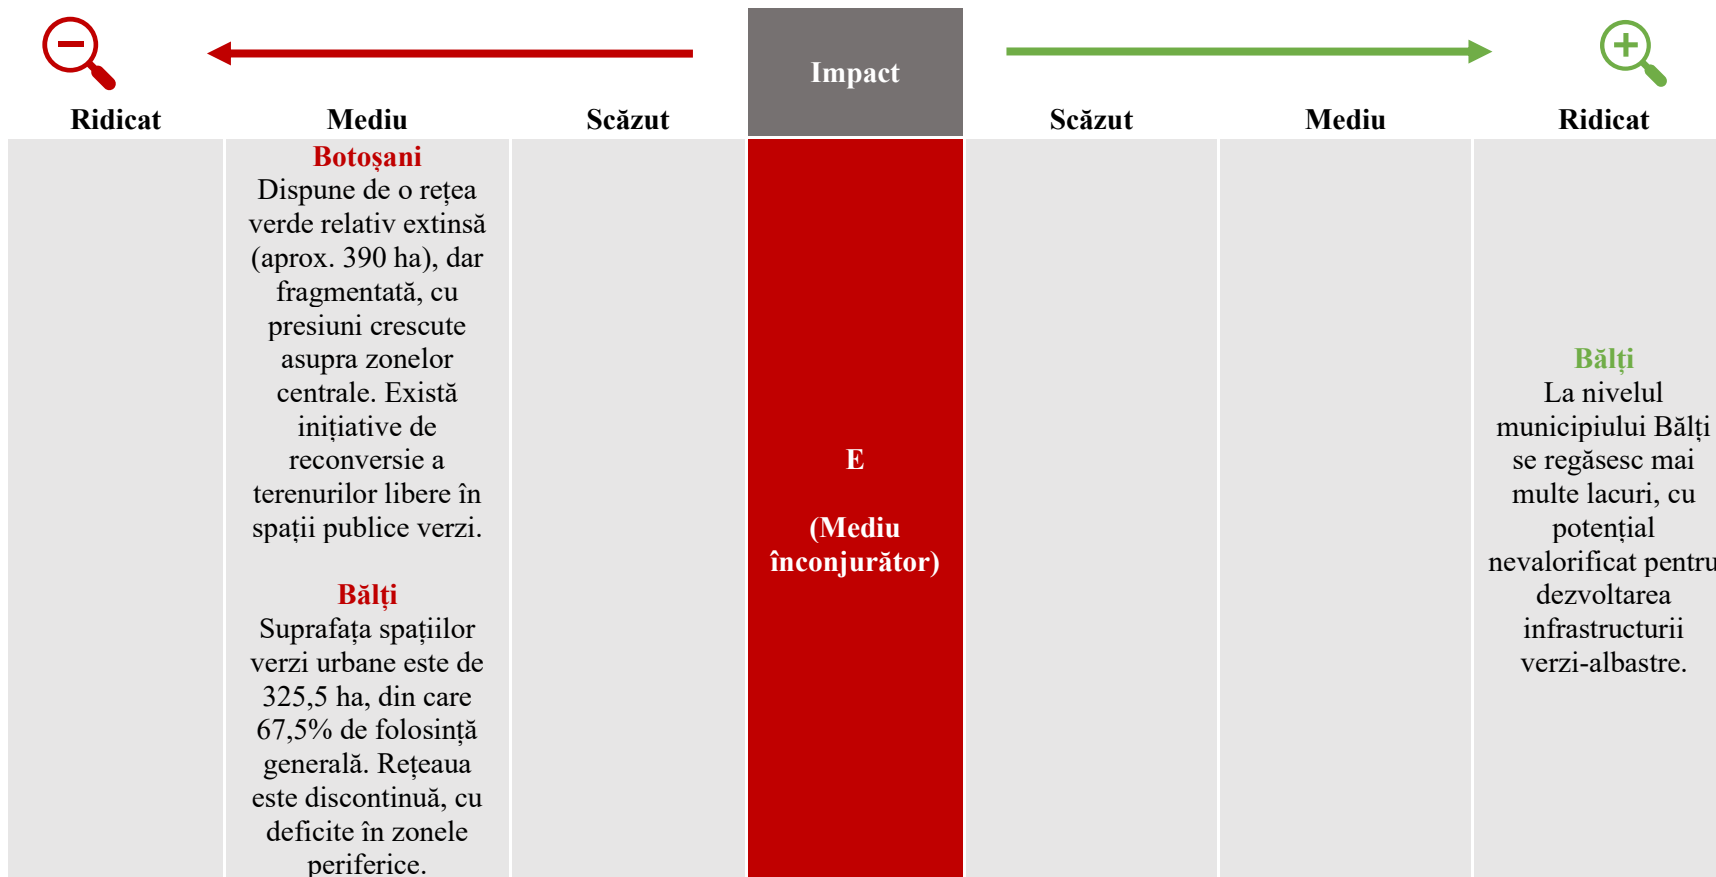 Impact
Ridicat
Mediu
Scăzut
Scăzut
Mediu
Ridicat
Botoșani
Dispune de o rețea
verde relativ extinsă
(aprox. 390 ha), dar
fragmentată, cu
presiuni crescute
asupra zonelor
centrale. Există
inițiative de
reconversie a
terenurilor libere în
spații publice verzi.
Bălți
Suprafața spațiilor
verzi urbane este de
325,5 ha, din care
67,5% de folosință
generală. Rețeaua
este discontinuă, cu
deficite în zonele
periferice.
E
(Mediu
înconjurător)
Bălți
La nivelul
municipiului Bălți
se regăsesc mai
multe lacuri, cu
potențial
nevalorificat pentru
dezvoltarea
infrastructurii
verzi-albastre.